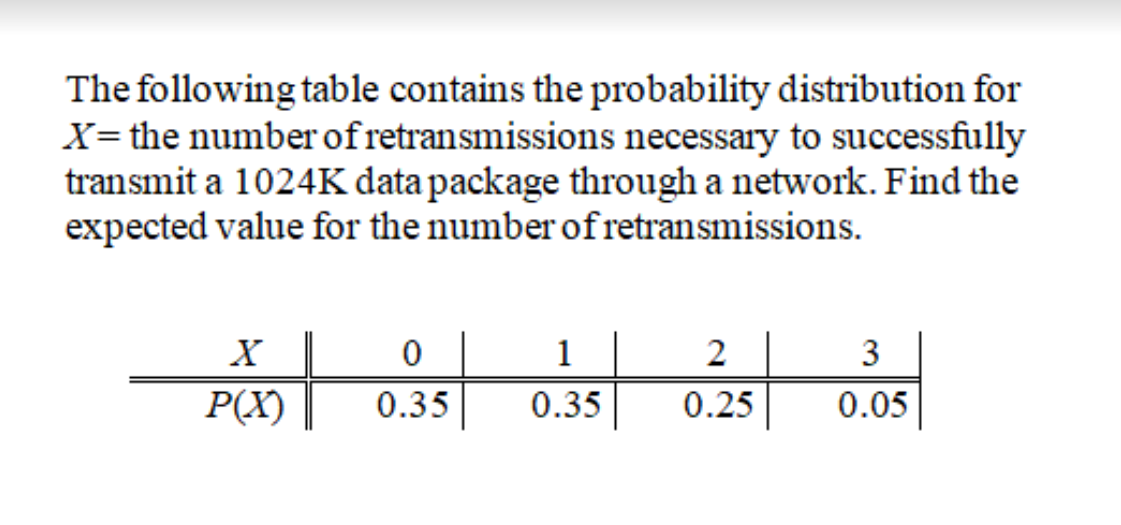 The following table contains the probability distribution for
X= the number of retransmissions necessary to successfully
transmit a 1024K data package through a network. Find the
expected value for the number of retransmissions.
X 0 1 2 3
P(X) 0.35 0.35 0.25 0.05